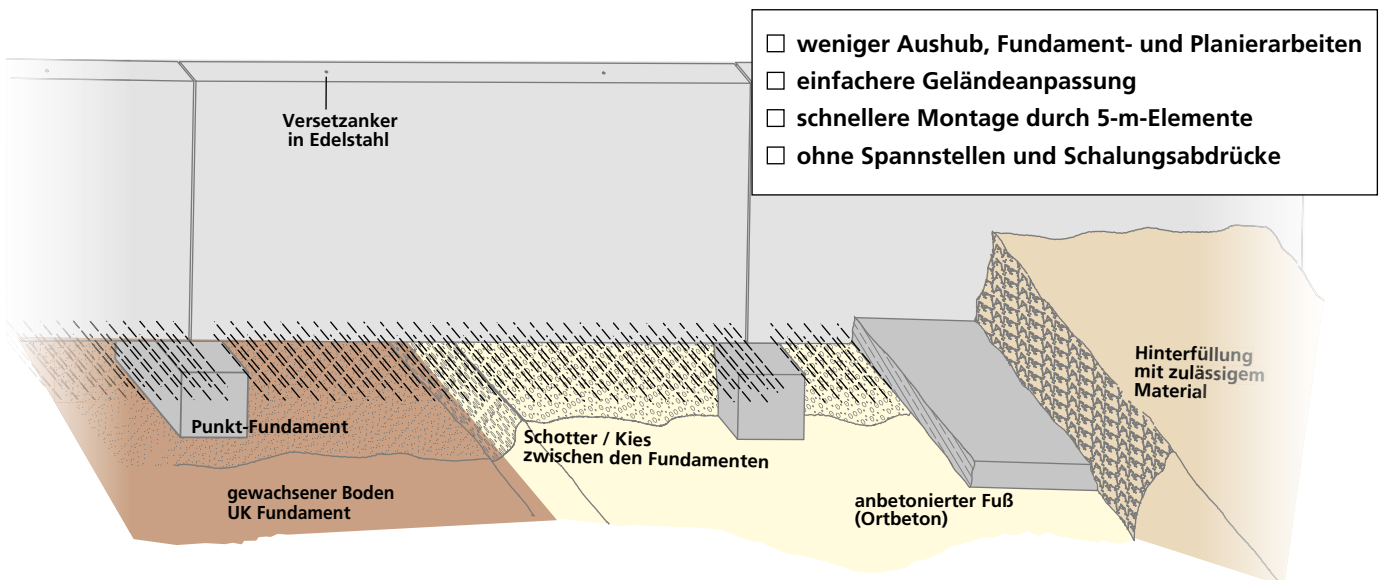 ☐ weniger Aushub, Fundament- und Planierarbeiten
☐ einfachere Geländeanpassung
☐ schnellere Montage durch 5-m-Elemente
☐ ohne Spannstellen und Schalungsabdrücke
Versetzanker
in Edelstahl
Hinterfüllung
mit zulässigem
Material
Punkt-Fundament
Schotter / Kies
zwischen den Fundamenten
gewachsener Boden
UK Fundament
anbetonierter Fuß
(Ortbeton)